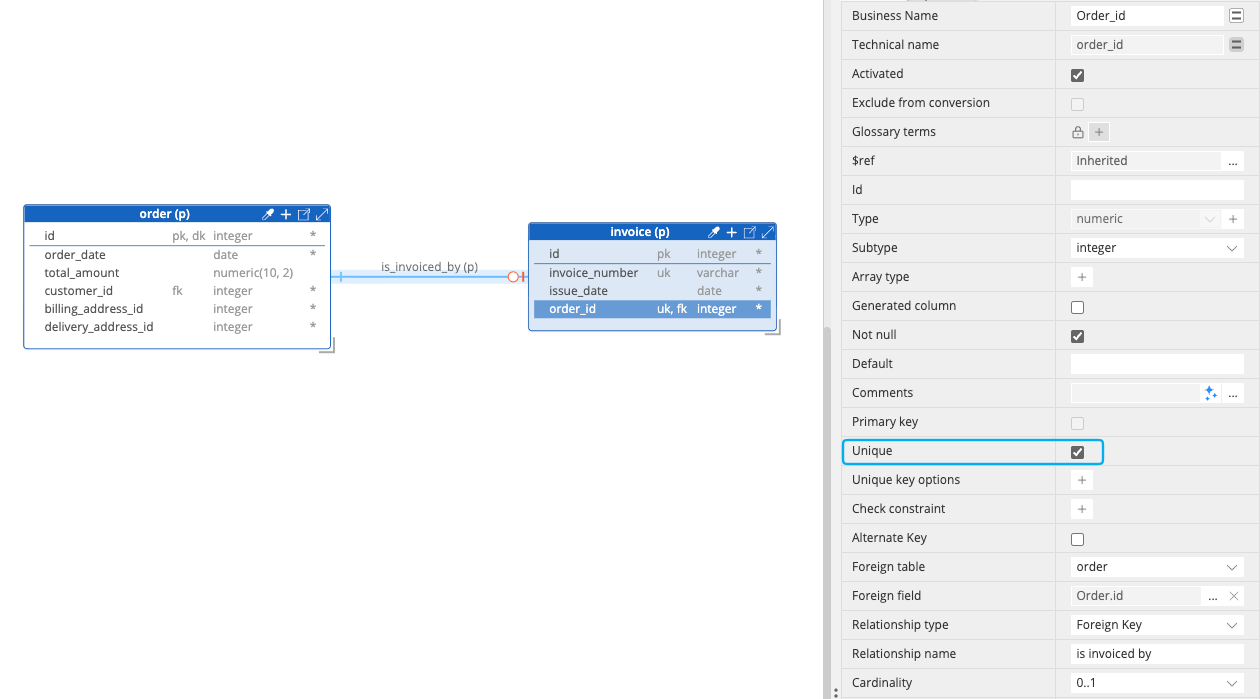 order (p)
id pk, dk integer *
order_date date *
total_amount numeric(10, 2)
customer_id fk integer *
billing_address_id integer *
delivery_address_id integer *
is_invoiced_by (p)
invoice (p)
id pk integer *
invoice_number uk varchar *
issue_date date *
order_id uk, fk integer *
Business Name Order_id
Technical name order_id
Activated
Exclude from conversion
Glossary terms +
$ref Inherited ...
Id
Type numeric +
Subtype integer
Array type +
Generated column
Not null
Default
Comments ...
Primary key
Unique
Unique key options +
Check constraint +
Alternate Key
Foreign table order
Foreign field Order.id ...
Relationship type Foreign Key
Relationship name is invoiced by
Cardinality 0..1